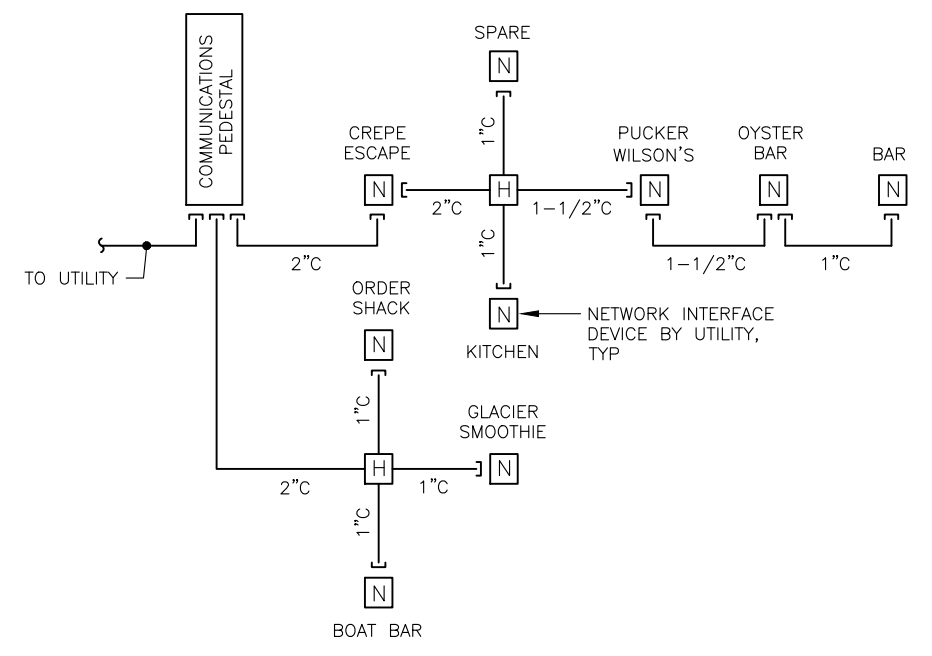 COMMUNICATIONS
PEDESTAL
SPARE
N
1"C
CREPE
ESCAPE
N
2"C
H
1-1/2"C
PUCKER
WILSON'S
N
OYSTER
BAR
N
BAR
N
1-1/2"C
1"C
1"C
N
KITCHEN
NETWORK INTERFACE
DEVICE BY UTILITY,
TYP
TO UTILITY
2"C
ORDER
SHACK
N
1"C
2"C
H
1"C
GLACIER
SMOOTHIE
N
1"C
N
BOAT BAR